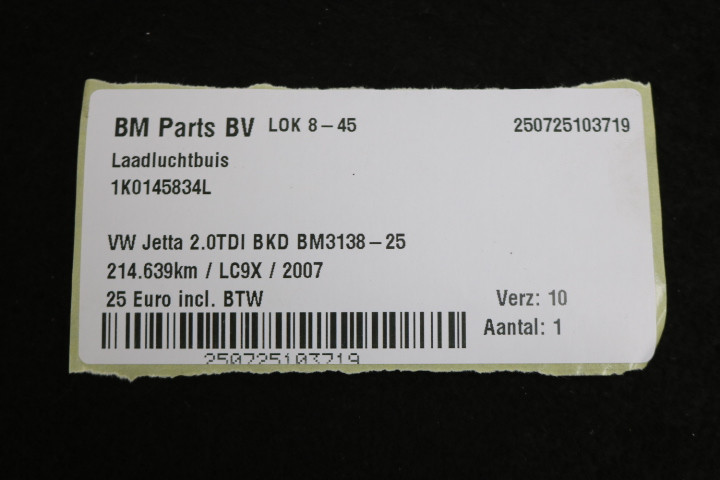 BM Parts BV LOK 8-45 250725103719
Laadluchtbuis
1K0145834L
VW Jetta 2.0TDI BKD BM3138-25
214.639km / LC9X / 2007
25 Euro incl. BTW Verz: 10
Aantal: 1
250725103719